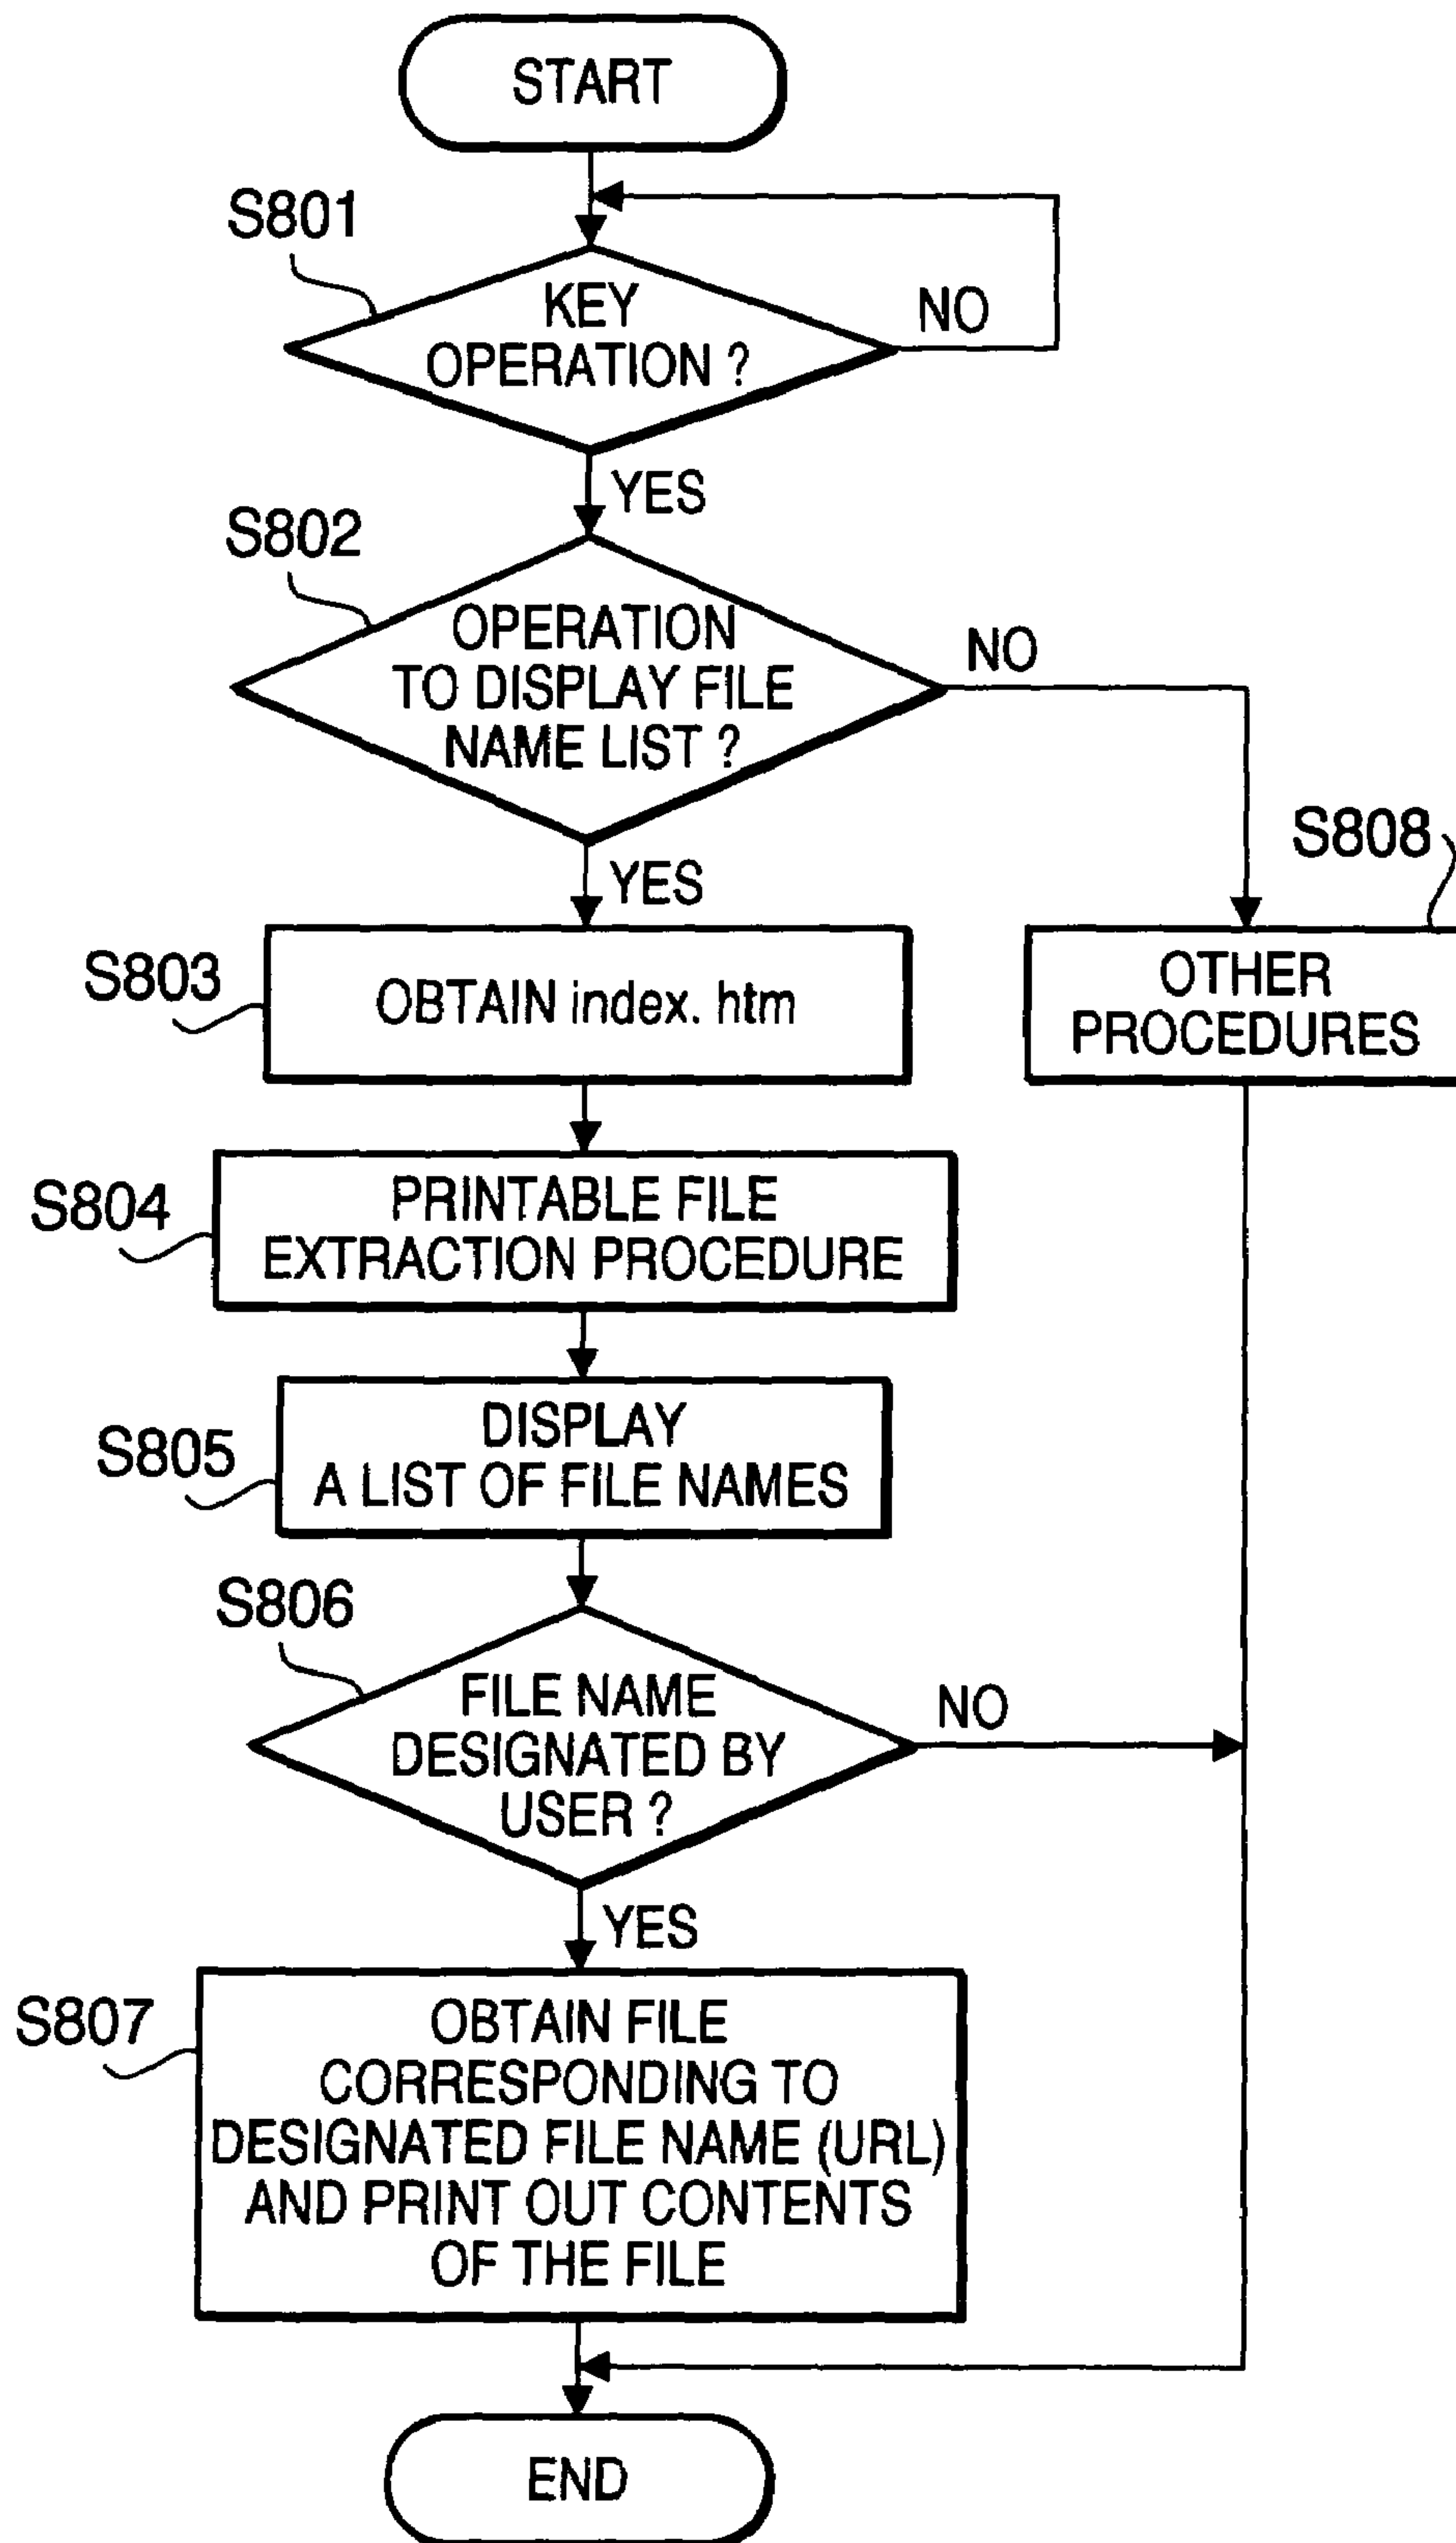 START
S801
KEY
OPERATION ?
NO
YES
S802
OPERATION
TO DISPLAY FILE
NAME LIST ?
NO
YES
S803
OBTAIN index. htm
S808
OTHER
PROCEDURES
S804
PRINTABLE FILE
EXTRACTION PROCEDURE
S805
DISPLAY
A LIST OF FILE NAMES
S806
FILE NAME
DESIGNATED BY
USER ?
NO
YES
S807
OBTAIN FILE
CORRESPONDING TO
DESIGNATED FILE NAME (URL)
AND PRINT OUT CONTENTS
OF THE FILE
END